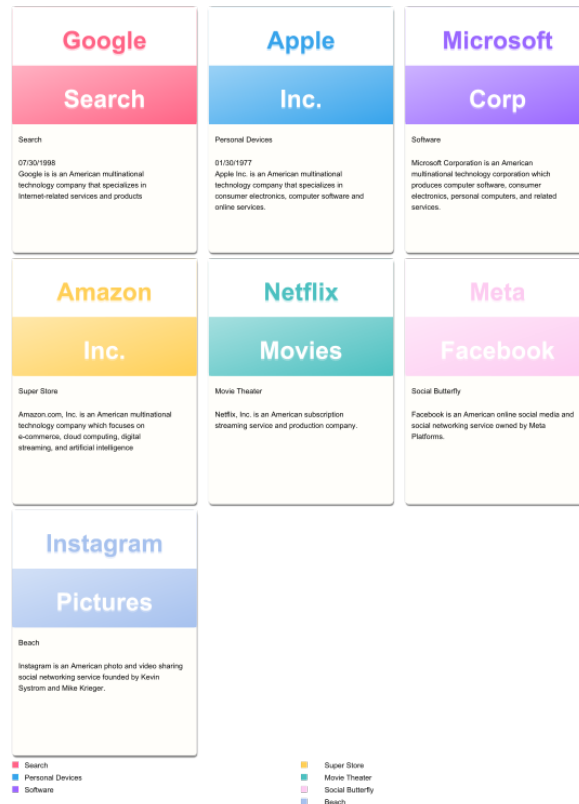 Google
Search
Search
07/30/1998
Google is is an American multinational
technology company that specializes in
Internet-related services and products
Apple
Inc.
Personal Devices
01/30/1977
Apple Inc. is an American multinational
technology company that specializes in
consumer electronics, computer software and
online services.
Microsoft
Corp
Software
Microsoft Corporation is an American
multinational technology corporation which
produces computer software, consumer
electronics, personal computers, and related
services.
Amazon
Inc.
Super Store
Amazon.com, Inc. is an American multinational
technology company which focuses on
e-commerce, cloud computing, digital
streaming, and artificial intelligence
Netflix
Movies
Movie Theater
Netflix, Inc. is an American subscription
streaming service and production company.
Meta
Facebook
Social Butterfly
Facebook is an American online social media and
social networking service owned by Meta
Platforms.
Instagram
Pictures
Beach
Instagram is an American photo and video sharing
social networking service founded by Kevin
Systrom and Mike Krieger.
Search
Personal Devices
Software
Super Store
Movie Theater
Social Butterfly
Beach